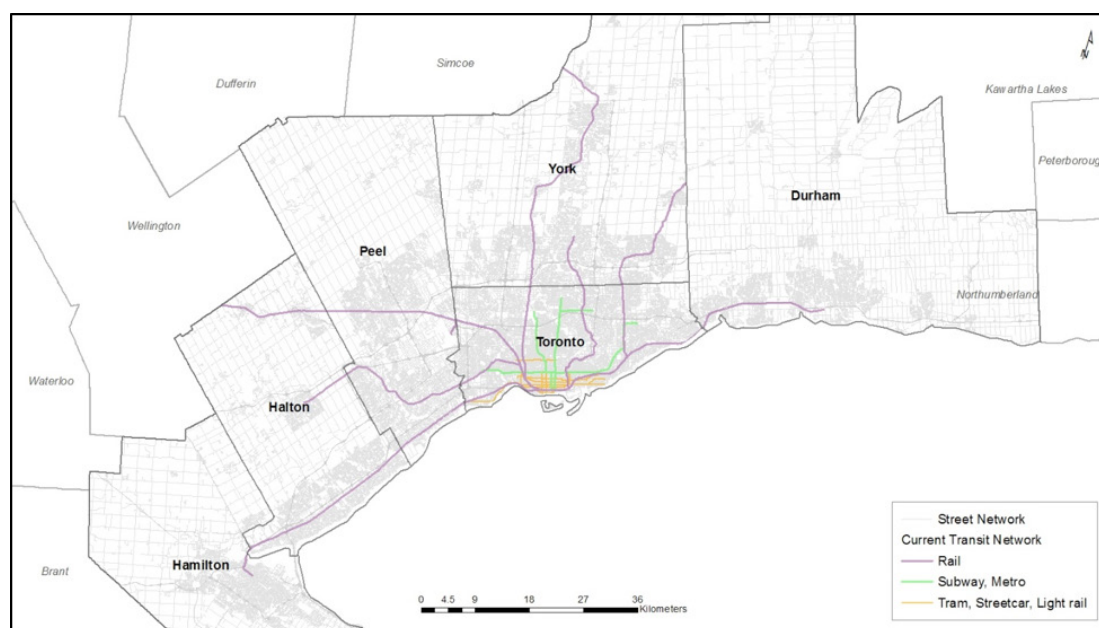 Simcoe
Dufferin
Kawartha Lakes
N
Peterboroug
York
Durham
Wellington
Peel
Northumberland
Toronto
Waterloo
Halton
Hamilton
Brant
0 4.5 9 18 27 36
Kilometers
Street Network
Current Transit Network
Rail
Subway, Metro
Tram, Streetcar, Light rail